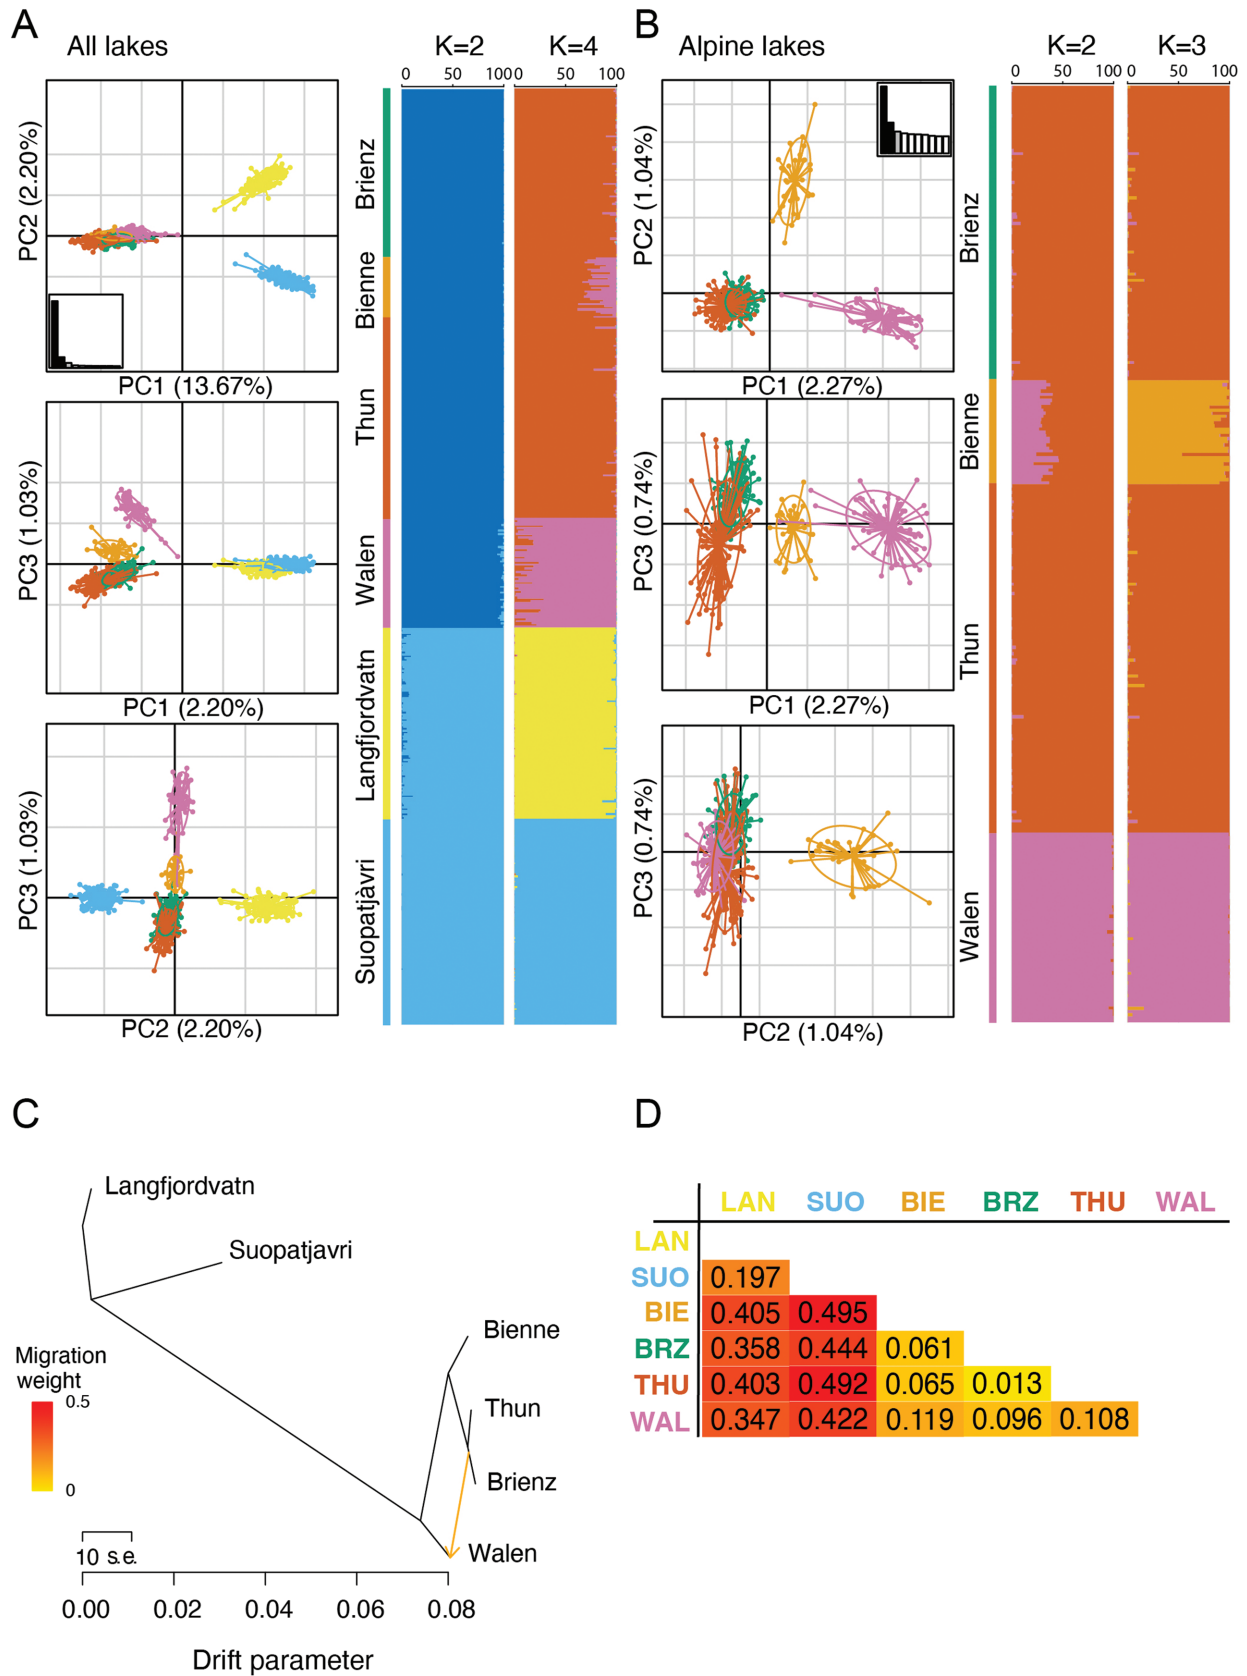 A
All lakes
K=2
K=4
0 50 100
0 50 100
PC2 (2.20%)
PC1 (13.67%)
PC3 (1.03%)
PC1 (2.20%)
PC3 (1.03%)
PC2 (2.20%)
Brienz
Bienne
Thun
Walen
Langfjordvatn
Suopatjàvri
B
Alpine lakes
K=2
K=3
0 50 100
0 50 100
PC2 (1.04%)
PC1 (2.27%)
PC3 (0.74%)
PC1 (2.27%)
PC3 (0.74%)
PC2 (1.04%)
Brienz
Bienne
Thun
Walen
C
Langfjordvatn
Suopatjavri
Bienne
Thun
Brienz
Walen
Migration
weight
0.5
0
10 s.e.
0.00 0.02 0.04 0.06 0.08
Drift parameter
D
LAN SUO BIE BRZ THU WAL
LAN
SUO 0.197
BIE 0.405 0.495
BRZ 0.358 0.444 0.061
THU 0.403 0.492 0.065 0.013
WAL 0.347 0.422 0.119 0.096 0.108